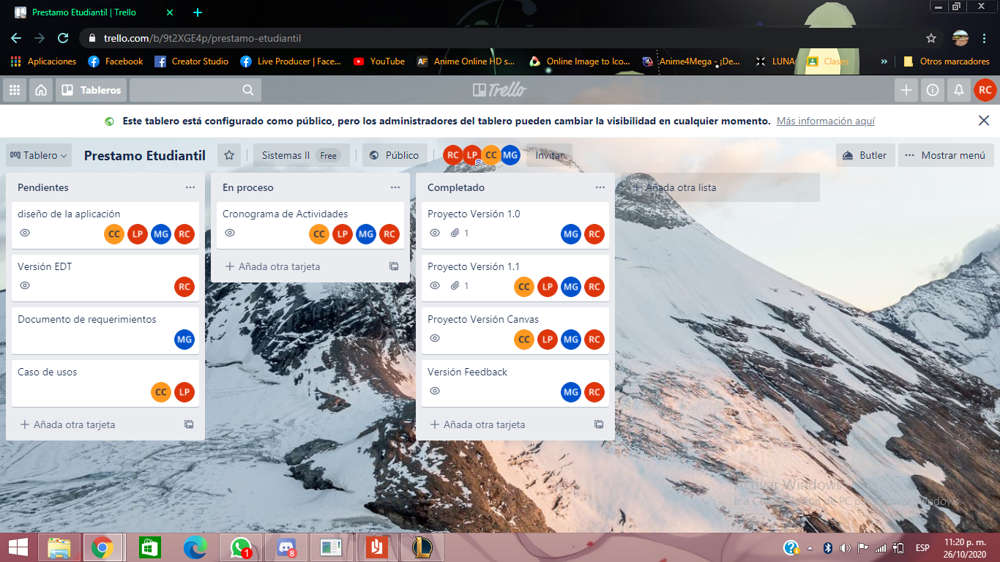 Prestamo Etudiantil | Trello
trello.com/b/9t2XGE4p/prestamo-etudiantil
Aplicaciones
Facebook
Creator Studio
Live Producer | Face...
YouTube
AF
Anime Online HD s...
Online Image to Ico...
Anime4Mega - ¡De...
LUNA
Clases
»
Otros marcadores
Tableros
Trello
RC
Este tablero está configurado como público, pero los administradores del tablero pueden cambiar la visibilidad en cualquier momento. Más información aquí
Tablero
Prestamo Etudiantil
Sistemas II Free
Público
RC LP CC MG
Invitar
Butler
Mostrar menú
Pendientes
diseño de la aplicación
CC LP MG RC
Versión EDT
RC
Documento de requerimientos
MG
Caso de usos
CC LP
+ Añada otra tarjeta
En proceso
Cronograma de Actividades
CC LP MG RC
+ Añada otra tarjeta
Completado
Proyecto Versión 1.0
1
MG RC
Proyecto Versión 1.1
1
CC LP MG RC
Proyecto Versión Canvas
CC LP MG RC
Versión Feedback
MG RC
+ Añada otra tarjeta
+ Añada otra lista
Activar Windows
Ir a Configuración de PC para activar Windows.
1
8
ESP
11:20 p. m.
26/10/2020